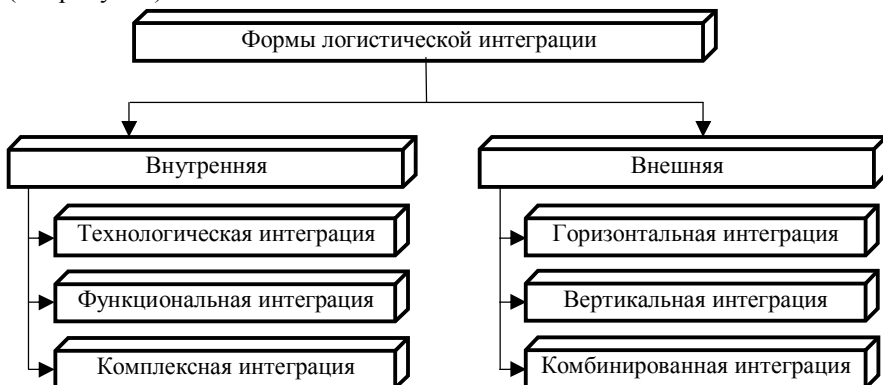 Формы логистической интеграции
Внутренняя
Технологическая интеграция
Функциональная интеграция
Комплексная интеграция
Внешняя
Горизонтальная интеграция
Вертикальная интеграция
Комбинированная интеграция